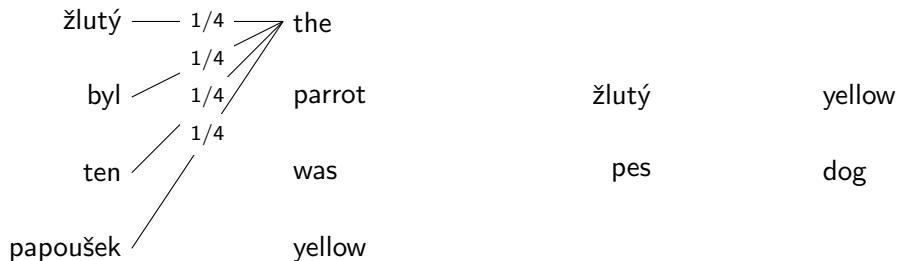 žlutý 1/4 the
1/4
byl 1/4 parrot žlutý yellow
1/4
ten was pes dog
papoušek yellow